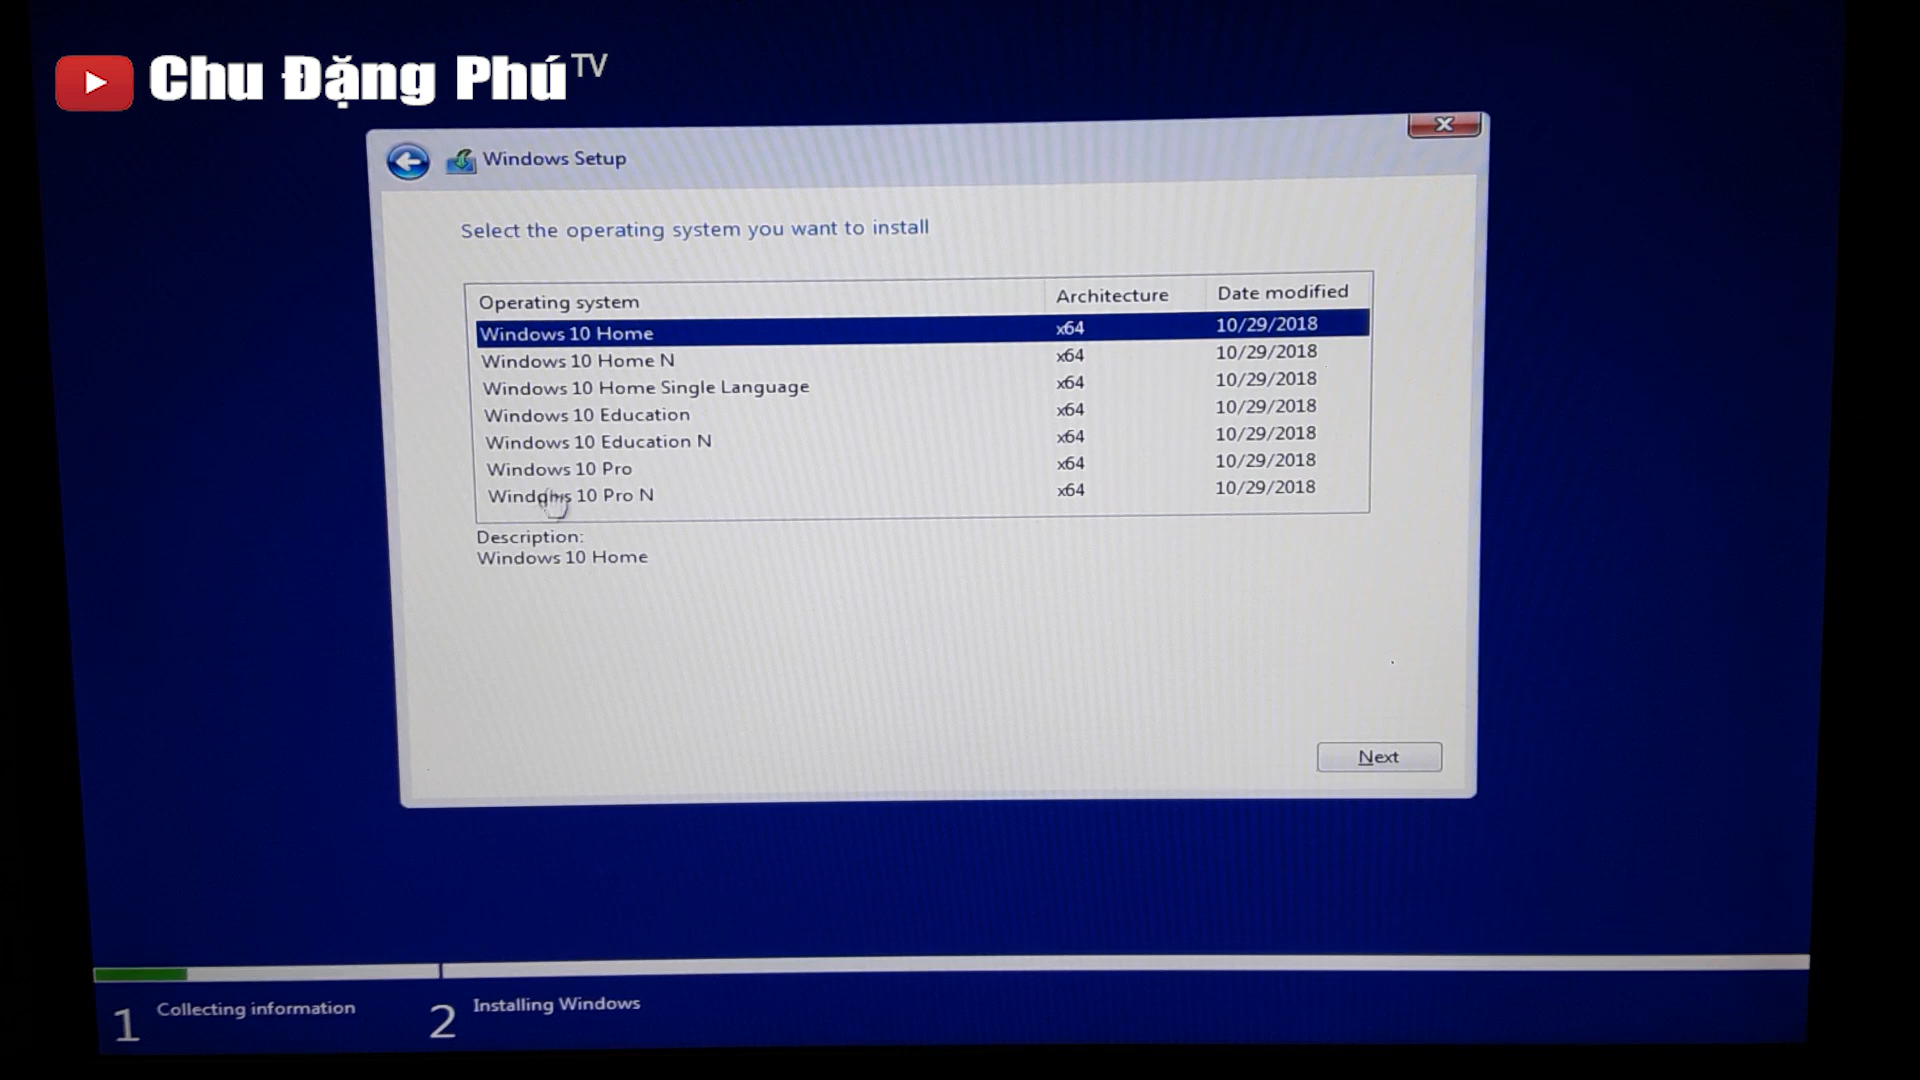 Chu Đặng Phú TV
Windows Setup
Select the operating system you want to install
Operating system Architecture Date modified
Windows 10 Home x64 10/29/2018
Windows 10 Home N x64 10/29/2018
Windows 10 Home Single Language x64 10/29/2018
Windows 10 Education x64 10/29/2018
Windows 10 Education N x64 10/29/2018
Windows 10 Pro x64 10/29/2018
Windows 10 Pro N x64 10/29/2018
Description:
Windows 10 Home
Next
1 Collecting information 2 Installing Windows